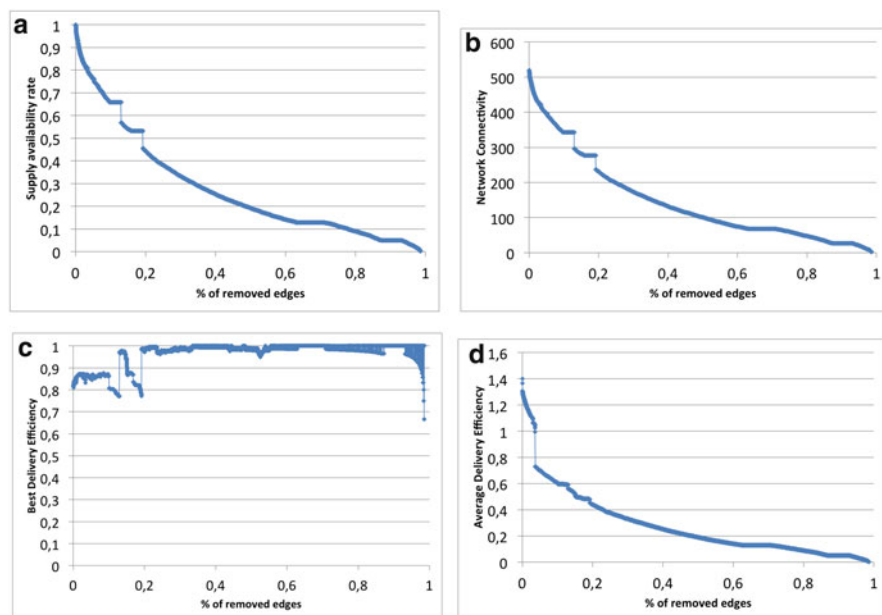 a
1
0,9
0,8
0,7
0,6
0,5
0,4
0,3
0,2
0,1
0
Supply availability rate
0 0,2 0,4 0,6 0,8 1
% of removed edges
b
600
500
400
300
200
100
0
Network Connectivity
0 0,2 0,4 0,6 0,8 1
% of removed edges
c
1
0,9
0,8
0,7
0,6
0,5
0,4
0,3
0,2
0,1
0
Best Delivery Efficiency
0 0,2 0,4 0,6 0,8 1
% of removed edges
d
1,6
1,4
1,2
1
0,8
0,6
0,4
0,2
0
Average Delivery Efficiency
0 0,2 0,4 0,6 0,8 1
% of removed edges